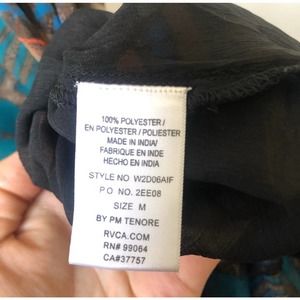 100% POLYESTER/
EN POLYESTER / POLIESTER
MADE IN INDIA/
FABRIQUE EN INDE
HECHO EN INDIA
STYLE NO W2D06AIF
P O NO. 2EE08
SIZE M
BY PM TENORE
RVCA.COM
RN# 99064
CA#37757